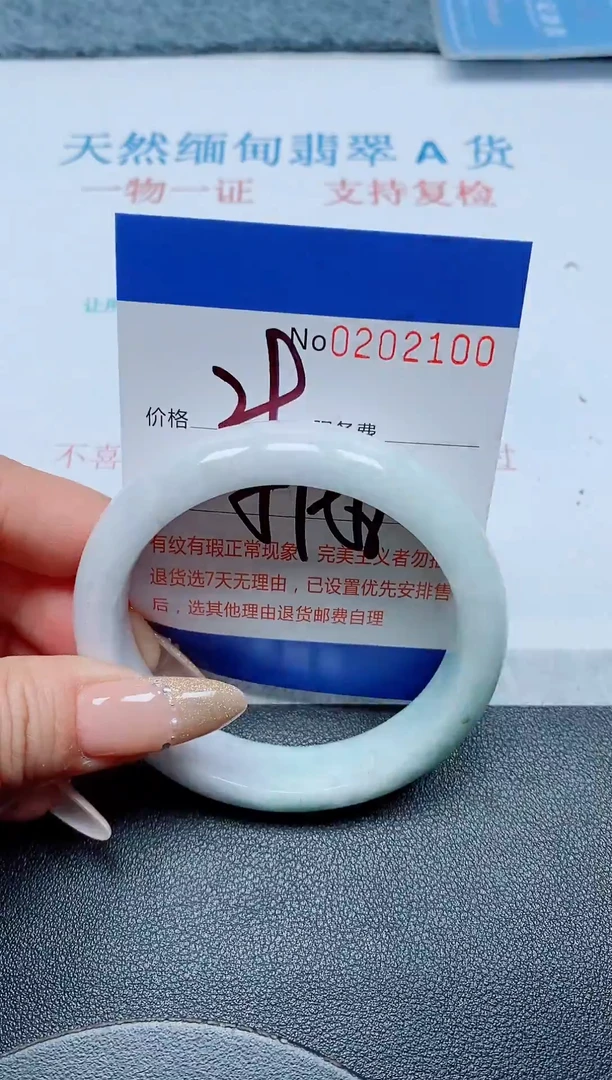 天然缅甸翡翠 A 货
一物一证 支持复检
No0202100
价格
不喜
有纹有瑕正常现象，完美主义者勿拍
退货选7天无理由，已设置优先安排售
后，选其他理由退货邮费自理